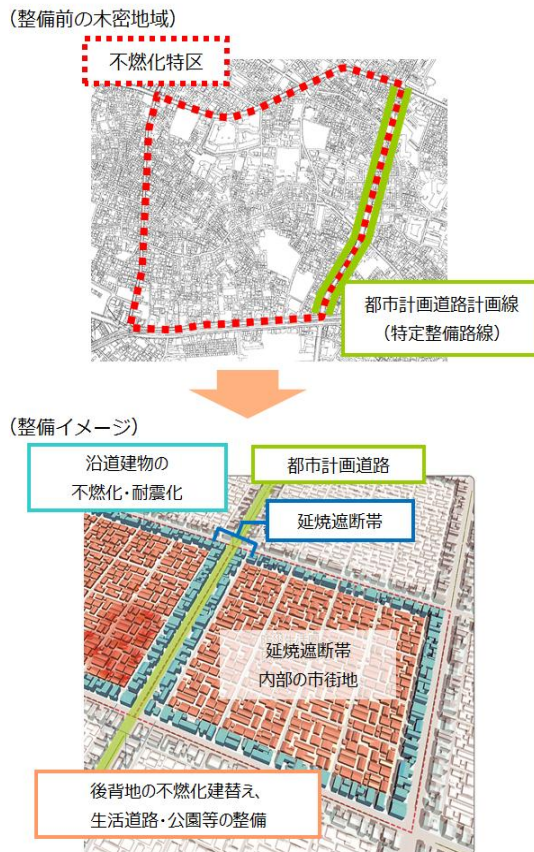 （整備前の木密地域）
不燃化特区
都市計画道路計画線
（特定整備路線）
（整備イメージ）
沿道建物の
不燃化・耐震化
都市計画道路
延焼遮断帯
延焼遮断帯
内部の市街地
後背地の不燃化建替え、
生活道路・公園等の整備